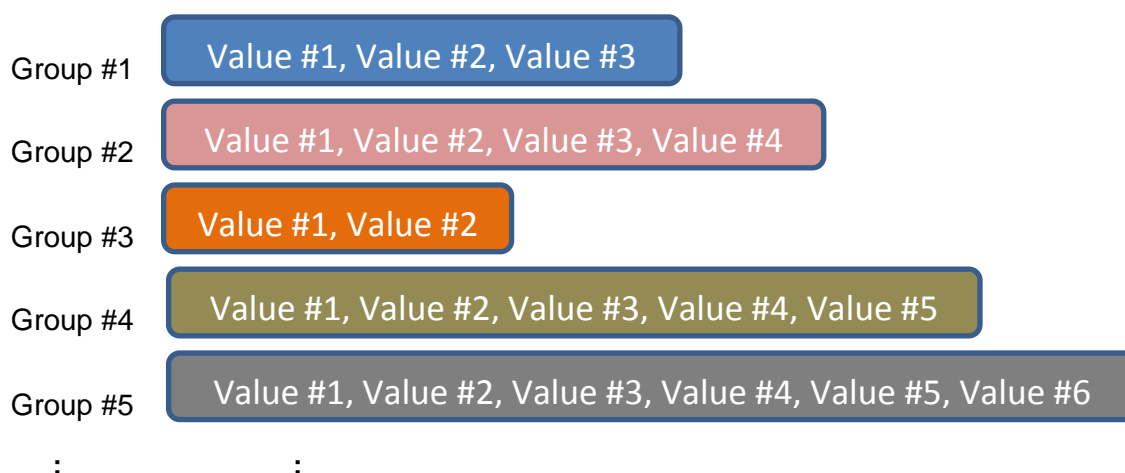 Group #1 Value #1, Value #2, Value #3
Group #2 Value #1, Value #2, Value #3, Value #4
Group #3 Value #1, Value #2
Group #4 Value #1, Value #2, Value #3, Value #4, Value #5
Group #5 Value #1, Value #2, Value #3, Value #4, Value #5, Value #6
⋮ ⋮